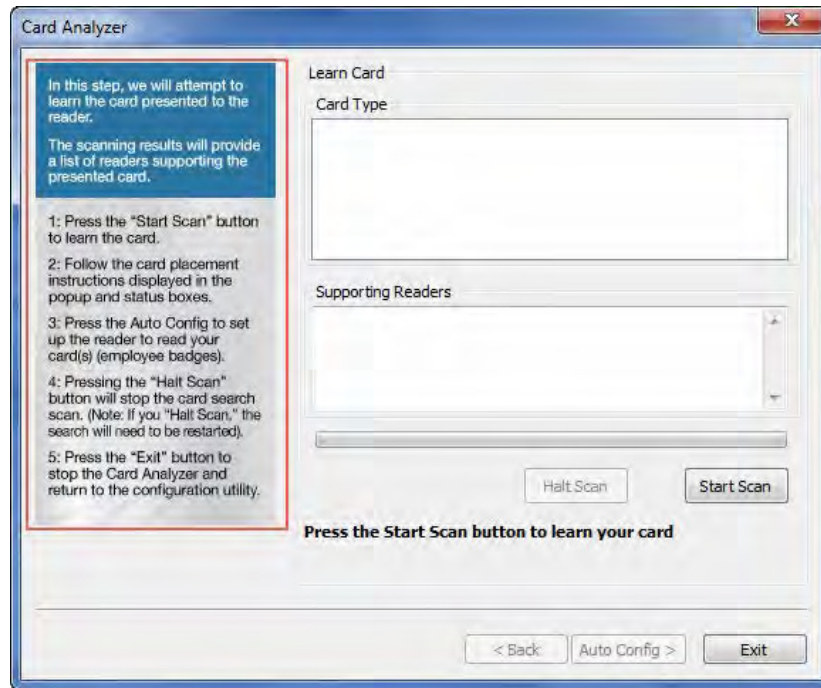 Card Analyzer
In this step, we will attempt to
learn the card presented to the
reader.
The scanning results will provide
a list of readers supporting the
presented card.
1: Press the “Start Scan” button
to learn the card.
2: Follow the card placement
instructions displayed in the
popup and status boxes.
3: Press the Auto Config to set
up the reader to read your
card(s) (employee badges).
4: Pressing the “Halt Scan”
button will stop the card search
scan. (Note: If you "Halt Scan," the
search will need to be restarted).
5: Press the “Exit” button to
stop the Card Analyzer and
return to the configuration utility.
Learn Card
Card Type
Supporting Readers
Halt Scan
Start Scan
Press the Start Scan button to learn your card
< Back
Auto Config >
Exit